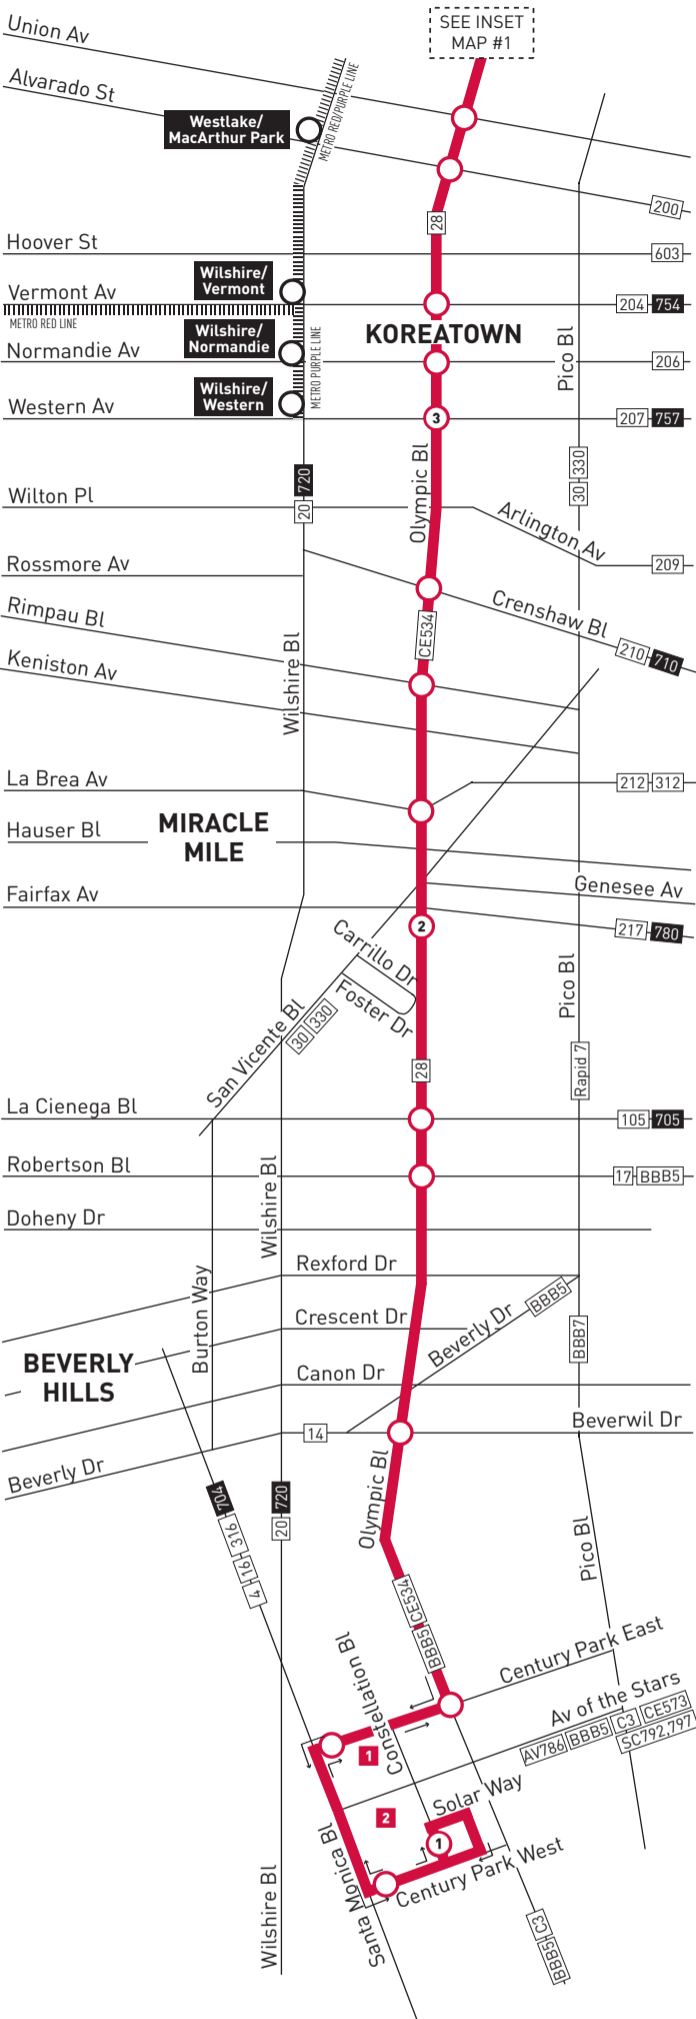 SEE INSET
MAP #1
Union Av
Alvarado St
METRO RED/PURPLE LINE
Westlake/
MacArthur Park
200
28
Hoover St
603
Wilshire/
Vermont
Vermont Av
204 754
METRO RED LINE
KOREATOWN
Wilshire/
Normandie
Normandie Av
206
METRO PURPLE LINE
Pico Bl
Wilshire/
Western
Western Av
3
207 757
Olympic Bl
30 330
20 720
Wilton Pl
Arlington Av
209
Rossmore Av
Crenshaw Bl
210 710
Rimpau Bl
CE534
Wilshire Bl
Keniston Av
La Brea Av
212 312
Hauser Bl
MIRACLE
MILE
Genesee Av
Fairfax Av
2
217 780
Carrillo Dr
Foster Dr
Pico Bl
San Vicente Bl
30 330
28
Rapid 7
La Cienega Bl
105 705
Robertson Bl
17 BBB5
Wilshire Bl
Doheny Dr
Rexford Dr
Burton Way
BBB5
Crescent Dr
Beverly Dr
BBB7
BEVERLY
HILLS
Canon Dr
14
Beverwil Dr
Beverly Dr
Olympic Bl
20 720
4 16 316 704
Pico Bl
BBB5 CE534
Constellation Bl
Century Park East
Av of the Stars
AV786 BBB5 C3 CE573
SC792,797
1
Solar Way
2
1
Santa Monica Bl
Century Park West
Wilshire Bl
BBB5 C3